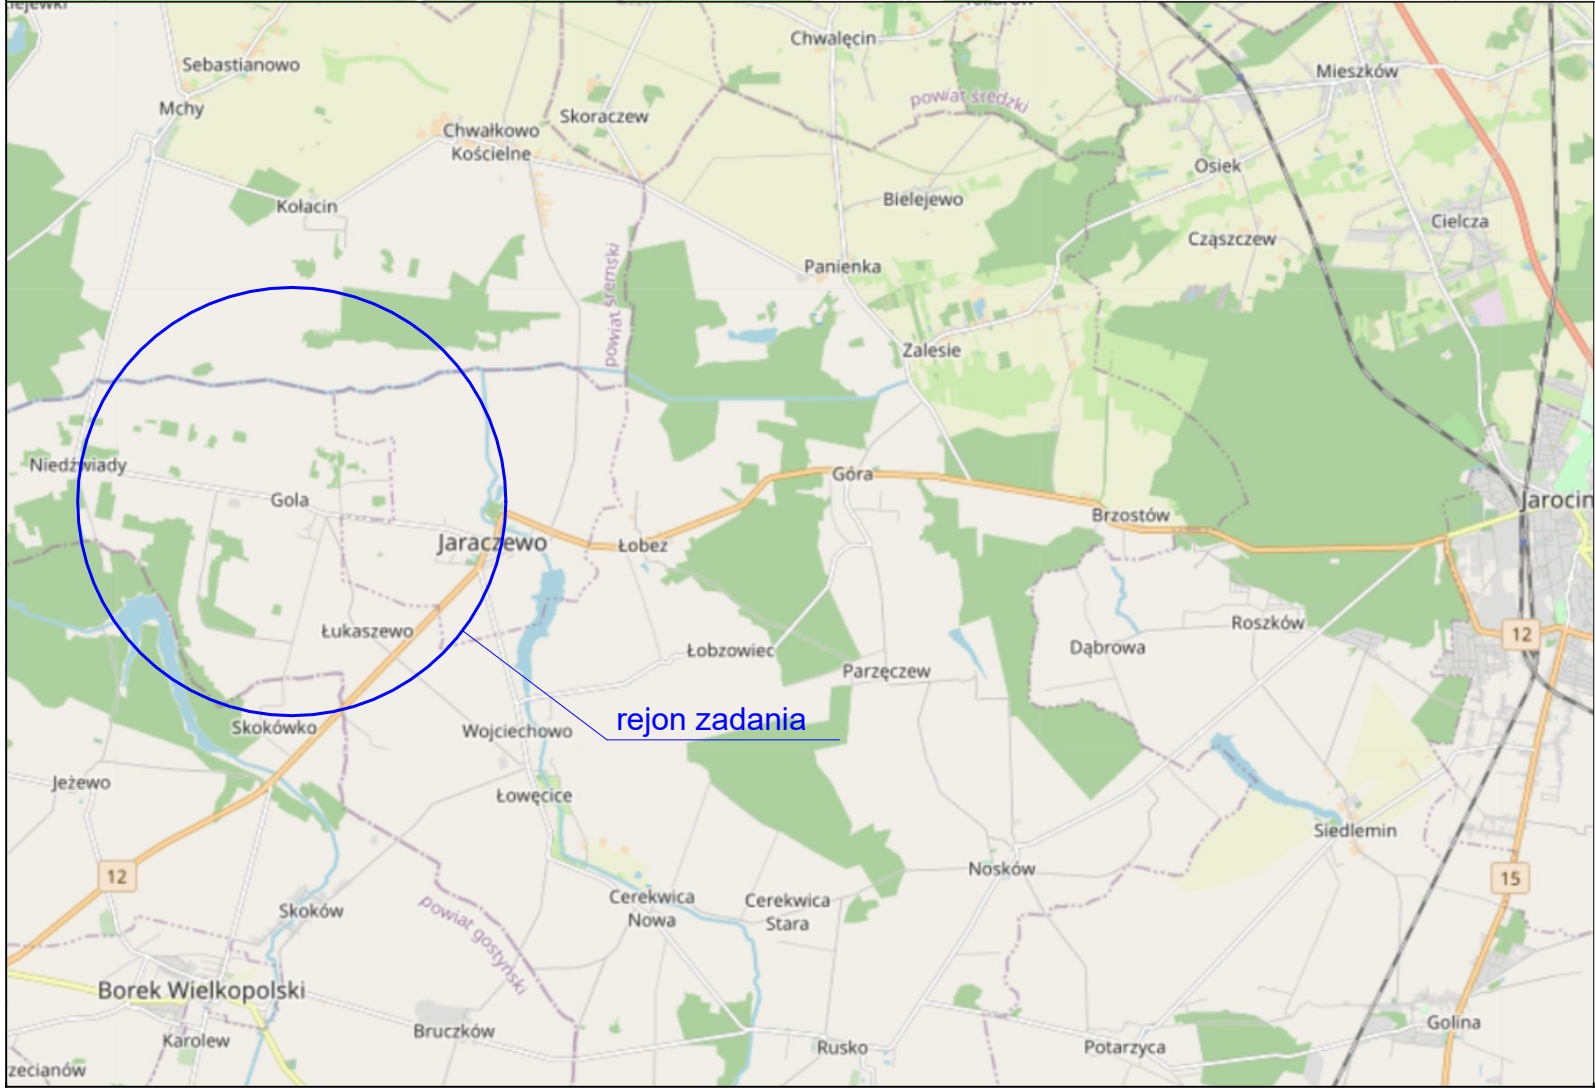 Chwalęcin
Sebastianowo
Mieszków
Mchy
powiat średzki
Skoraczew
Chwałkowo
Kościelne
Osiek
Bielejewo
Kołacin
Cielcza
Cząszczew
Panienka
powiat śremski
Zalesie
Niedźwiady
Góra
Gola
Jarocin
Brzostów
Jaraczewo
Łobez
Łukaszewo
Roszków
12
Dąbrowa
Łobzowiec
Parzęczew
rejon zadania
Skokówko
Wojciechowo
Jeżewo
Łowęcice
Siedlemin
12
Nosków
15
Cerekwica
Nowa
Cerekwica
Stara
Skoków
powiat gostyński
Borek Wielkopolski
Bruczków
Golina
Karolew
Rusko
Potarzyca
zecianów